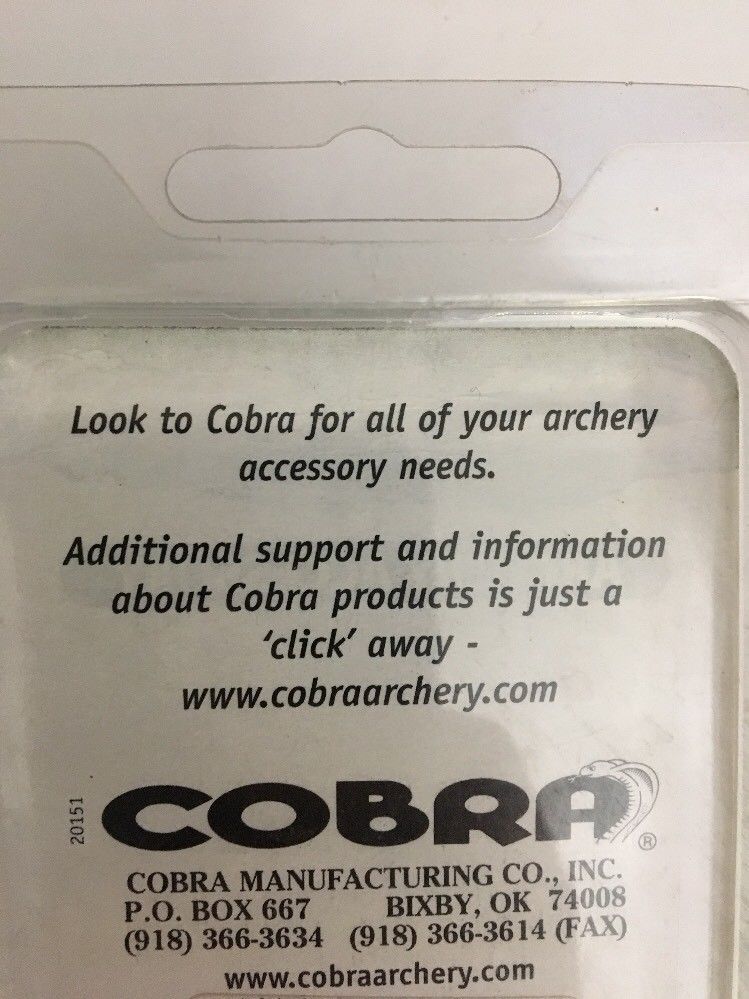 Look to Cobra for all of your archery
accessory needs.
Additional support and information
about Cobra products is just a
‘click’ away -
www.cobraarchery.com
20151
COBRA®
COBRA MANUFACTURING CO., INC.
P.O. BOX 667 BIXBY, OK 74008
(918) 366-3634 (918) 366-3614 (FAX)
www.cobraarchery.com